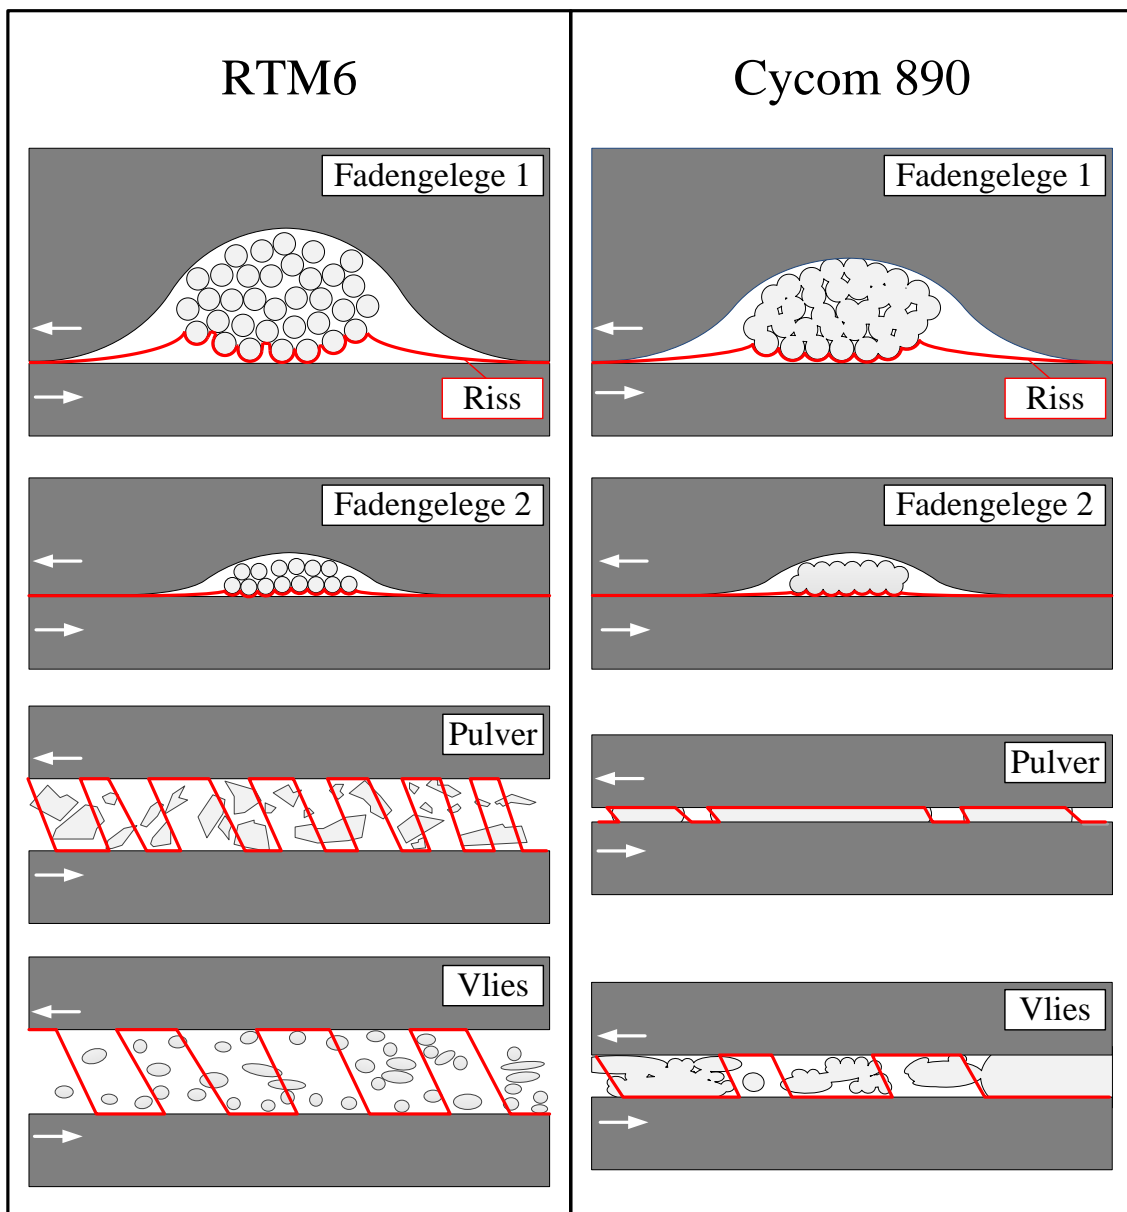 RTM6
Fadengelege 1
Riss
Fadengelege 2
Pulver
Vlies
Cycom 890
Fadengelege 1
Riss
Fadengelege 2
Pulver
Vlies